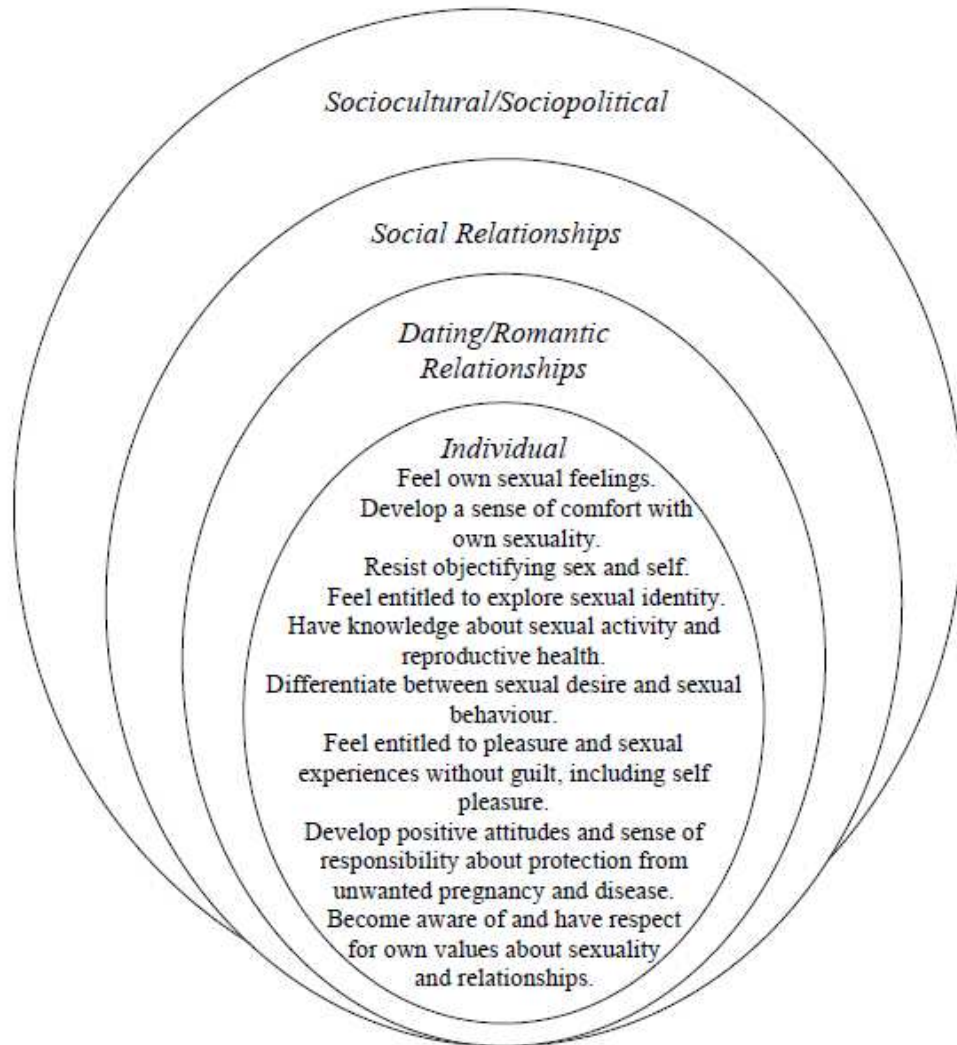 Sociocultural/Sociopolitical
Social Relationships
Dating/Romantic
Relationships
Individual
Feel own sexual feelings.
Develop a sense of comfort with
own sexuality.
Resist objectifying sex and self.
Feel entitled to explore sexual identity.
Have knowledge about sexual activity and
reproductive health.
Differentiate between sexual desire and sexual
behaviour.
Feel entitled to pleasure and sexual
experiences without guilt, including self
pleasure.
Develop positive attitudes and sense of
responsibility about protection from
unwanted pregnancy and disease.
Become aware of and have respect
for own values about sexuality
and relationships.